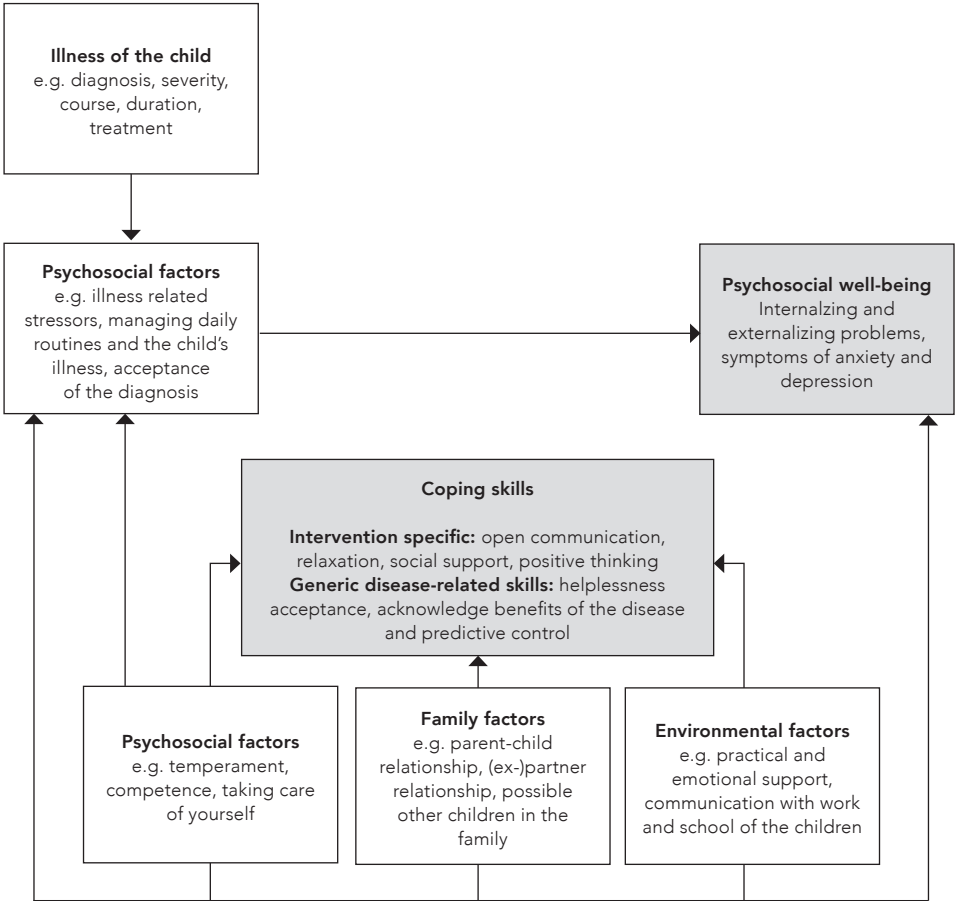 Illness of the child
e.g. diagnosis, severity,
course, duration,
treatment
Psychosocial factors
e.g. illness related
stressors, managing daily
routines and the child's
illness, acceptance
of the diagnosis
Psychosocial well-being
Internalzing and
externalizing problems,
symptoms of anxiety and
depression
Coping skills
Intervention specific: open communication,
relaxation, social support, positive thinking
Generic disease-related skills: helplessness
acceptance, acknowledge benefits of the disease
and predictive control
Psychosocial factors
e.g. temperament,
competence, taking care
of yourself
Family factors
e.g. parent-child
relationship, (ex-)partner
relationship, possible
other children in the
family
Environmental factors
e.g. practical and
emotional support,
communication with work
and school of the children